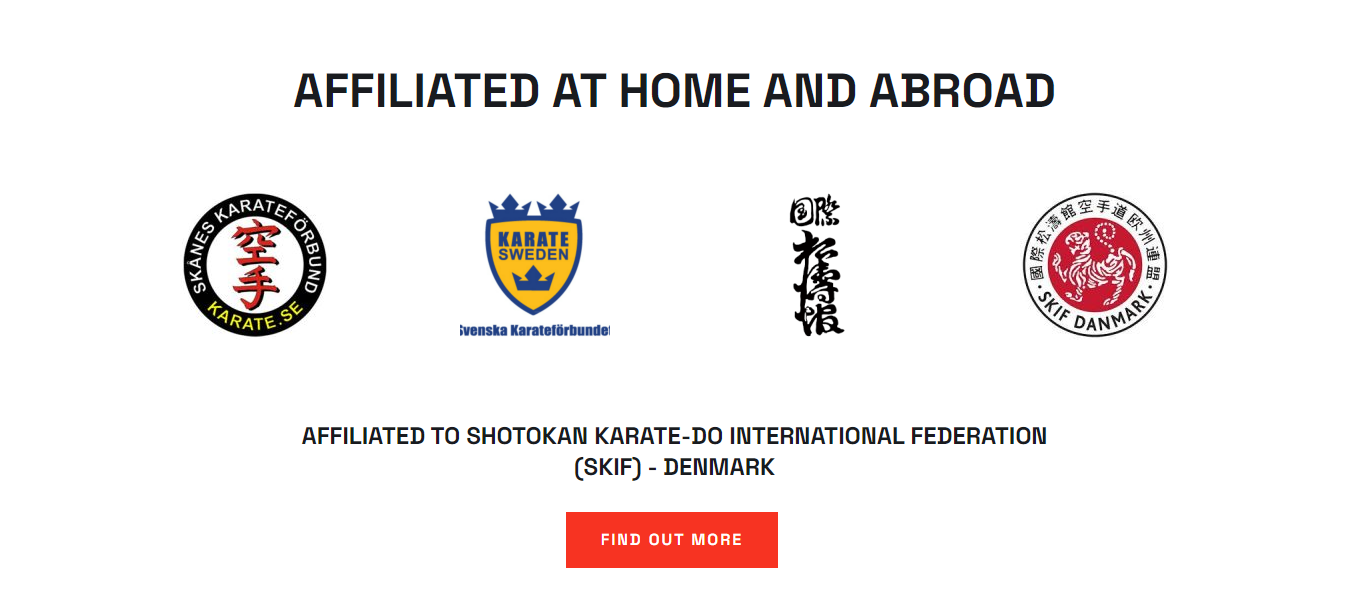 AFFILIATED AT HOME AND ABROAD
SKÅNES KARATEFÖRBUND
空手
KARATE.SE
KARATE
SWEDEN
Svenska Karateförbundet
国際
松濤館
國際松濤館空手道欧州連盟
SKIF DANMARK
AFFILIATED TO SHOTOKAN KARATE-DO INTERNATIONAL FEDERATION
(SKIF) - DENMARK
FIND OUT MORE